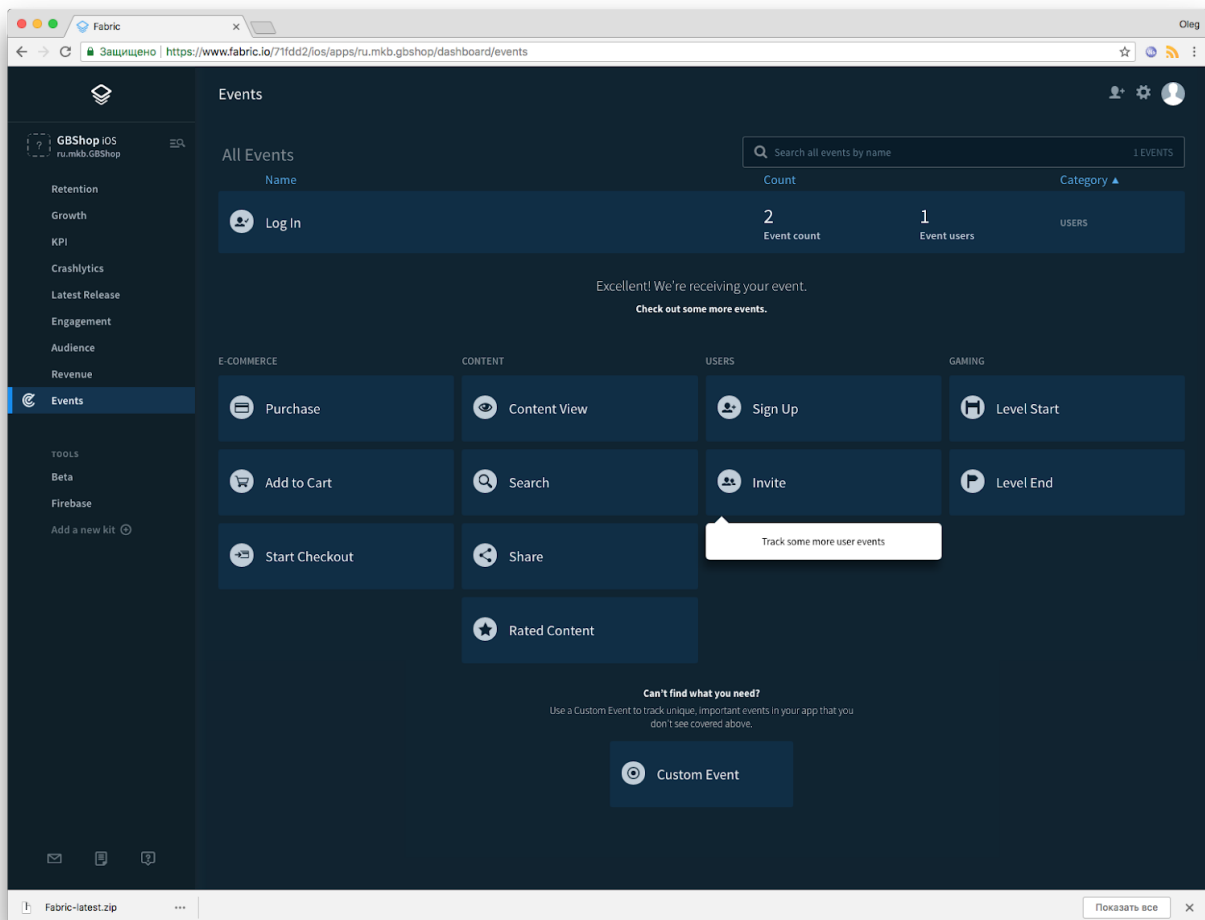 Fabric
Oleg
Защищено | https://www.fabric.io/71fdd2/ios/apps/ru.mkb.gbshop/dashboard/events
Events
GBShop iOS
ru.mkb.GBShop
Retention
Growth
KPI
Crashlytics
Latest Release
Engagement
Audience
Revenue
Events
TOOLS
Beta
Firebase
Add a new kit
All Events
Search all events by name
1 EVENTS
Name Count Category ▲
Log In
2
Event count
1
Event users
USERS
Excellent! We're receiving your event.
Check out some more events.
E-COMMERCE
Purchase
Add to Cart
Start Checkout
CONTENT
Content View
Search
Share
Rated Content
USERS
Sign Up
Invite
Track some more user events
GAMING
Level Start
Level End
Can't find what you need?
Use a Custom Event to track unique, important events in your app that you
don't see covered above.
Custom Event
Fabric-latest.zip
Показать все